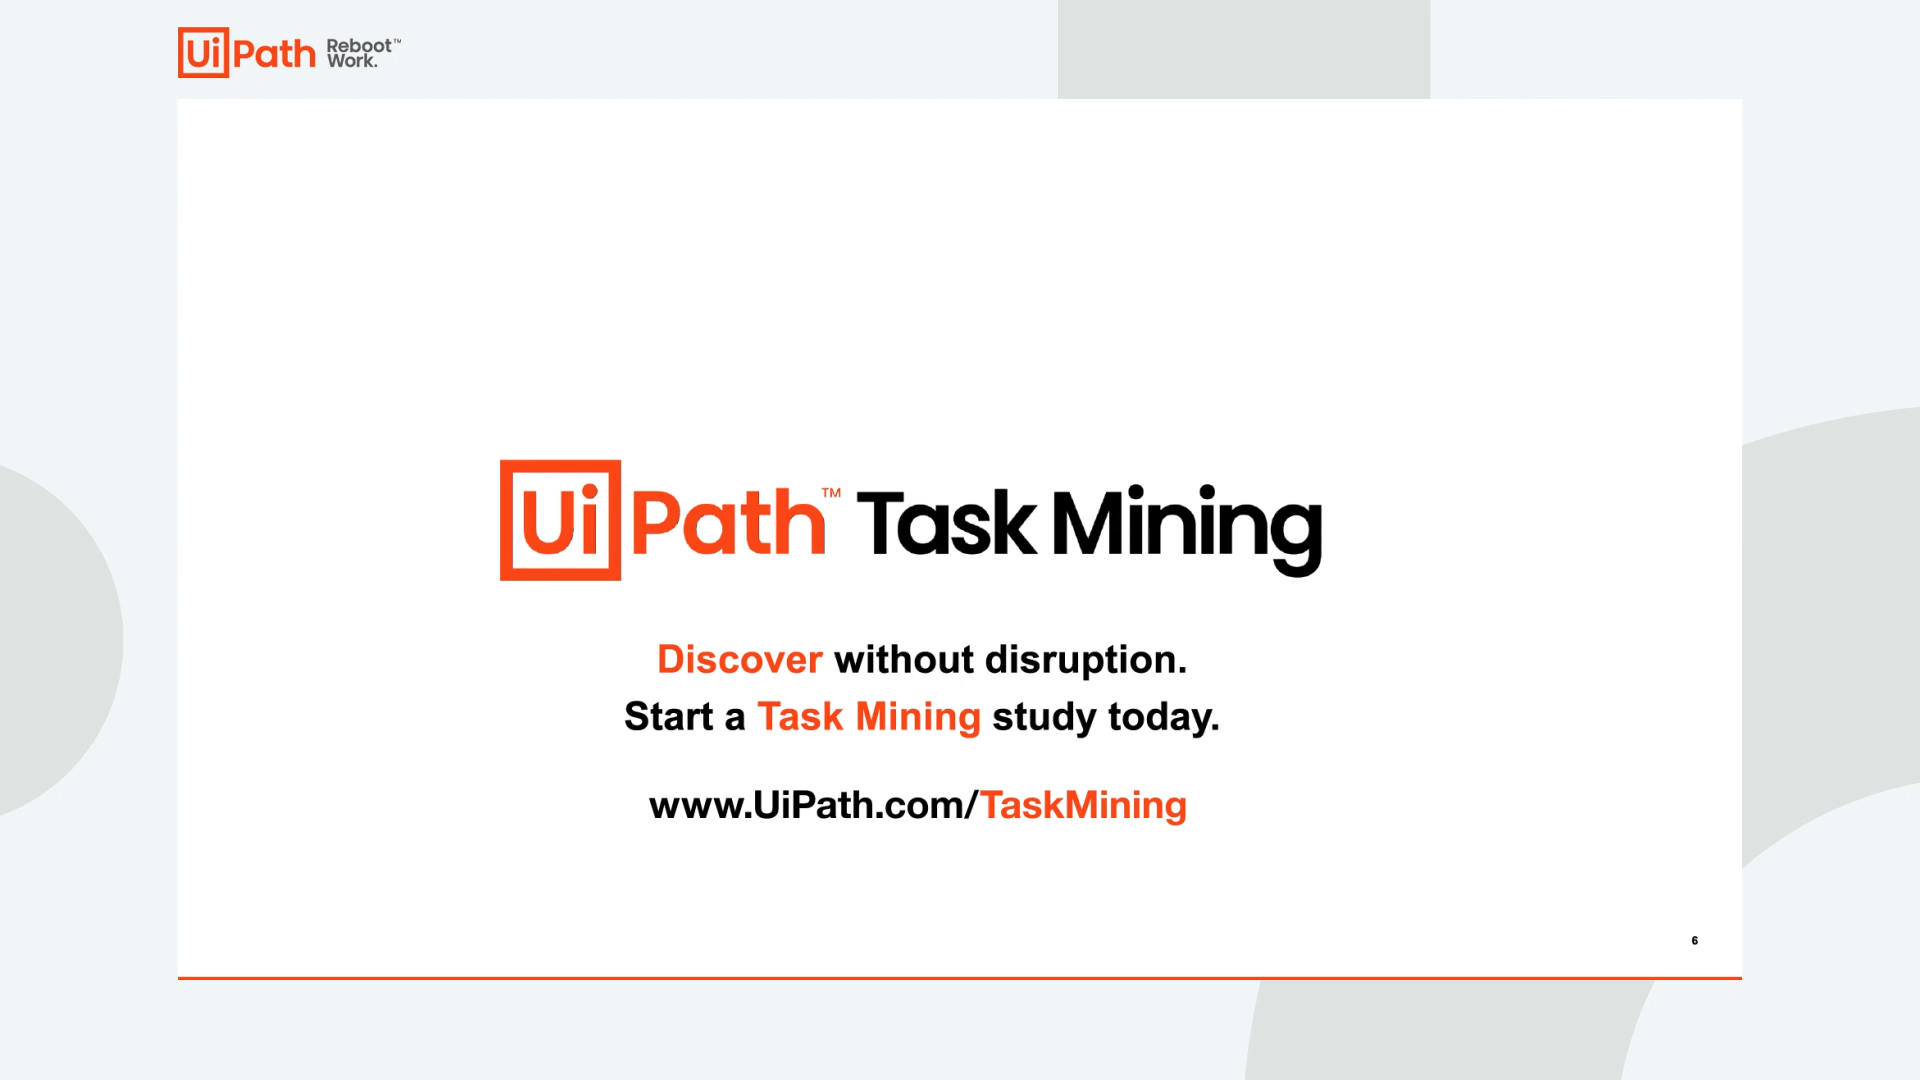 UiPath Reboot™
Work.
UiPath™ Task Mining
Discover without disruption.
Start a Task Mining study today.
www.UiPath.com/TaskMining
6